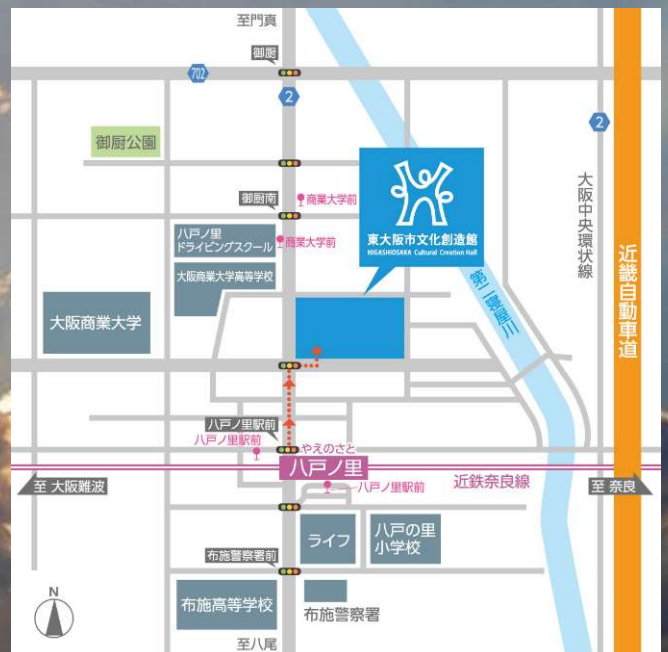 至門真
御厨
702
2
2
御厨公園
御厨南
商業大学前
八戸ノ里
ドライビングスクール
商業大学前
大阪商業大学高等学校
大阪商業大学
東大阪市文化創造館
HIGASHIOSAKA Cultural Creation Hall
大阪中央環状線
近畿自動車道
第二寝屋川
八戸ノ里駅前
八戸ノ里駅前
やえのさと
八戸ノ里
八戸ノ里駅前
近鉄奈良線
至 大阪難波
至 奈良
ライフ
八戸の里
小学校
布施警察署前
布施高等学校
布施警察署
N
至八尾